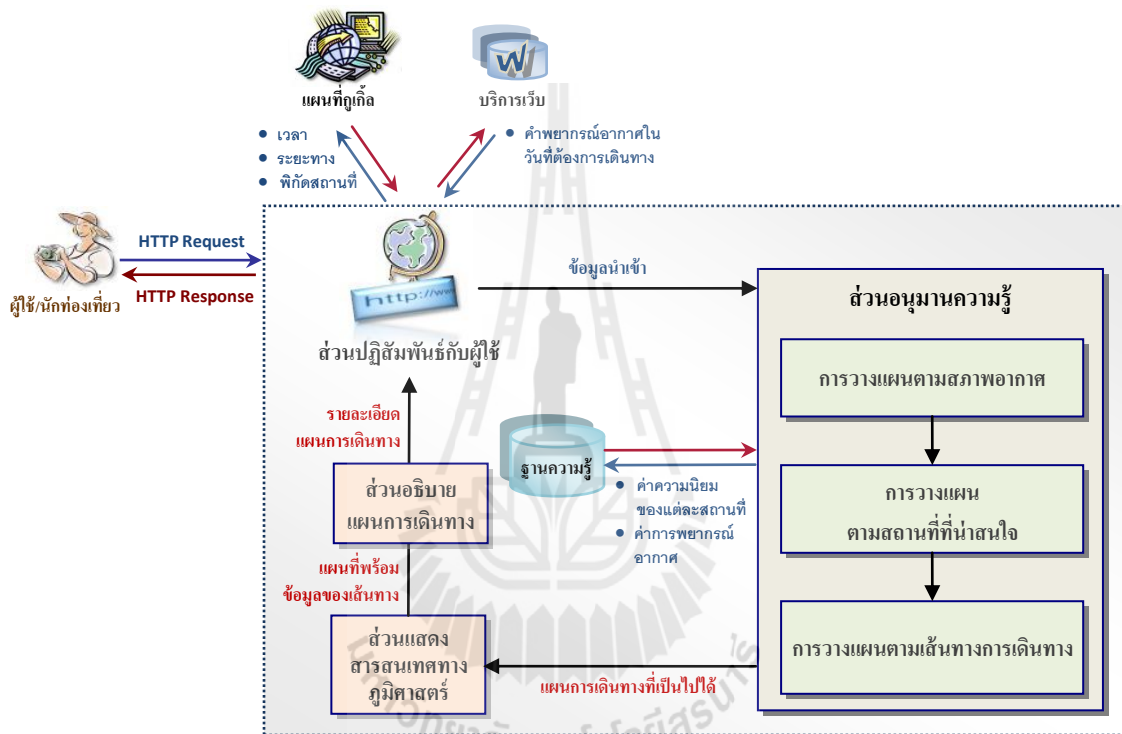 แผนที่กูเกิ้ล
บริการเว็บ
• เวลา
• ระยะทาง
• พิกัดสถานที่
• คำพยากรณ์อากาศใน
วันที่ต้องการเดินทาง
HTTP Request
HTTP Response
ผู้ใช้/นักท่องเที่ยว
http://ww
ส่วนปฏิสัมพันธ์กับผู้ใช้
ข้อมูลนำเข้า
ส่วนอนุมานความรู้
การวางแผนตามสภาพอากาศ
การวางแผน
ตามสถานที่ที่น่าสนใจ
การวางแผนตามเส้นทางการเดินทาง
รายละเอียด
แผนการเดินทาง
ฐานความรู้
• ค่าความนิยม
ของแต่ละสถานที่
• ค่าการพยากรณ์
อากาศ
ส่วนอธิบาย
แผนการเดินทาง
แผนที่พร้อม
ข้อมูลของเส้นทาง
ส่วนแสดง
สารสนเทศทาง
ภูมิศาสตร์
แผนการเดินทางที่เป็นไปได้